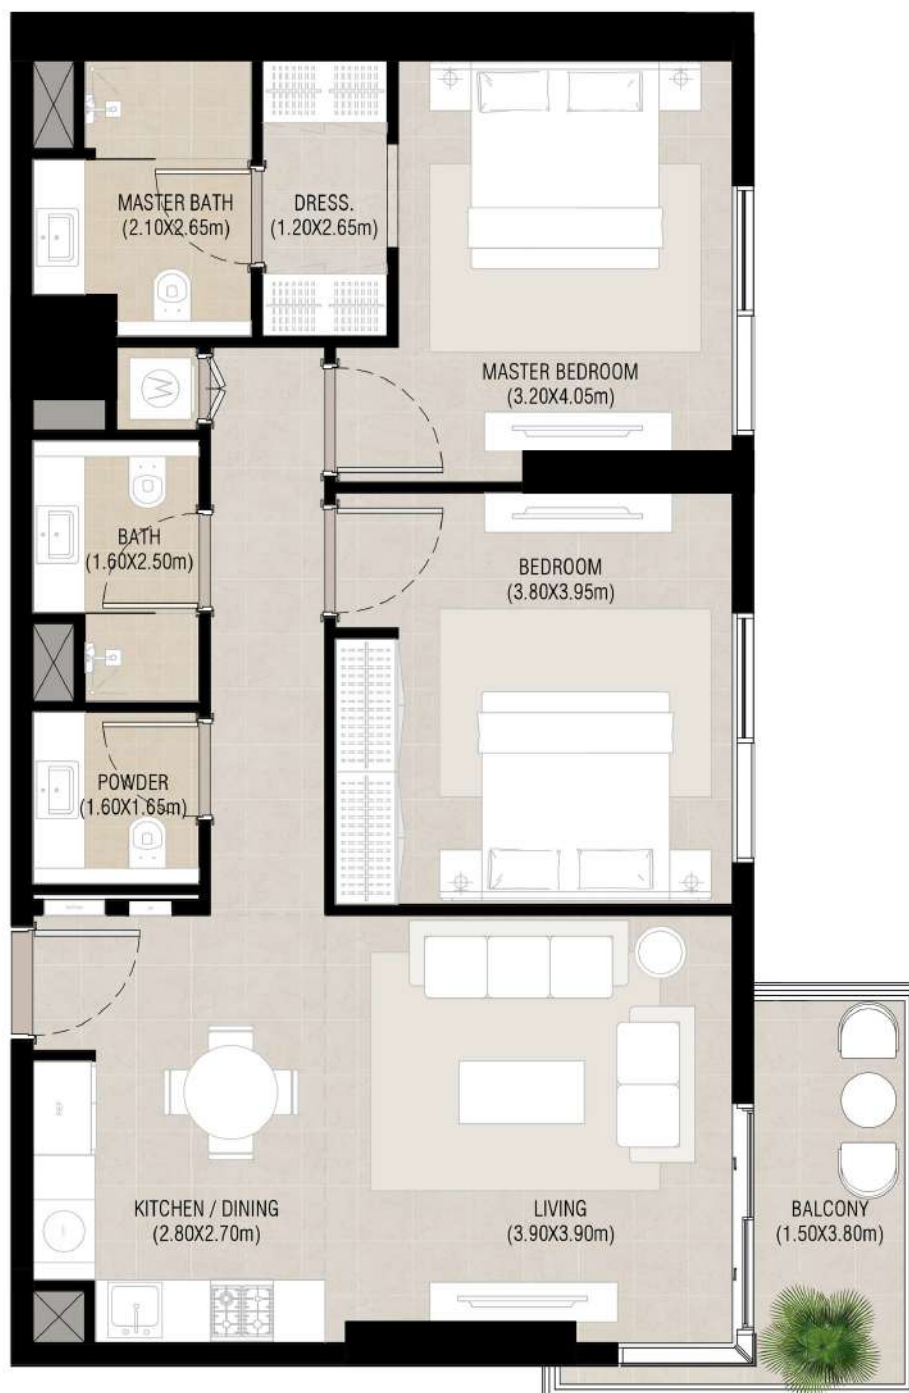 MASTER BATH
(2.10X2.65m)
DRESS.
(1.20X2.65m)
MASTER BEDROOM
(3.20X4.05m)
W
BATH
(1.60X2.50m)
BEDROOM
(3.80X3.95m)
POWDER
(1.60X1.65m)
REF
KITCHEN / DINING
(2.80X2.70m)
LIVING
(3.90X3.90m)
BALCONY
(1.50X3.80m)